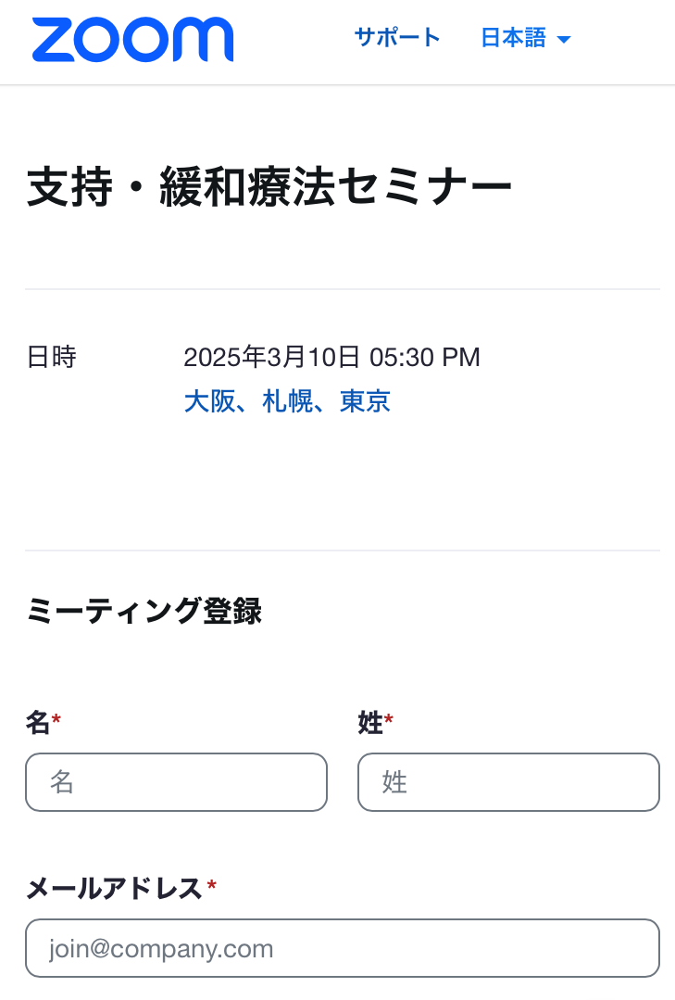 zoom サポート 日本語
支持・緩和療法セミナー
日時 2025年3月10日 05:30 PM
大阪、札幌、東京
ミーティング登録
名* 姓*
名 姓
メールアドレス*
join@company.com